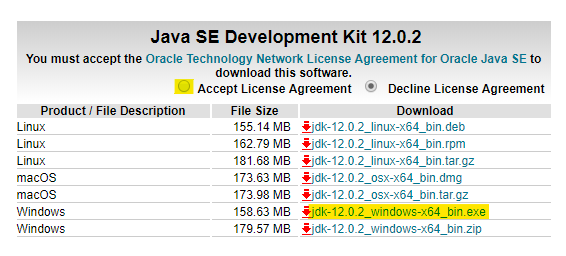 Java SE Development Kit 12.0.2
You must accept the Oracle Technology Network License Agreement for Oracle Java SE to
download this software.
Accept License Agreement Decline License Agreement
Product / File Description File Size Download
Linux 155.14 MB jdk-12.0.2_linux-x64_bin.deb
Linux 162.79 MB jdk-12.0.2_linux-x64_bin.rpm
Linux 181.68 MB jdk-12.0.2_linux-x64_bin.tar.gz
macOS 173.63 MB jdk-12.0.2_osx-x64_bin.dmg
macOS 173.98 MB jdk-12.0.2_osx-x64_bin.tar.gz
Windows 158.63 MB jdk-12.0.2_windows-x64_bin.exe
Windows 179.57 MB jdk-12.0.2_windows-x64_bin.zip